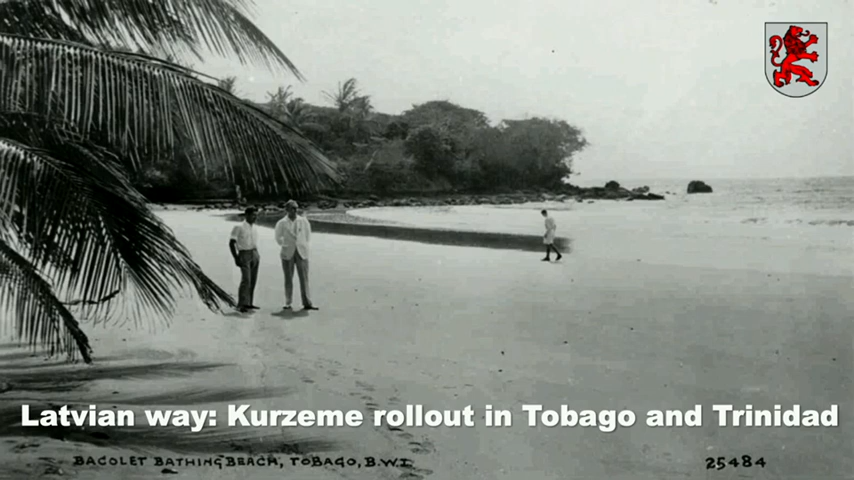 Latvian way: Kurzeme rollout in Tobago and Trinidad
BACOLET BATHING BEACH, TOBAGO, B.W.I.
25484